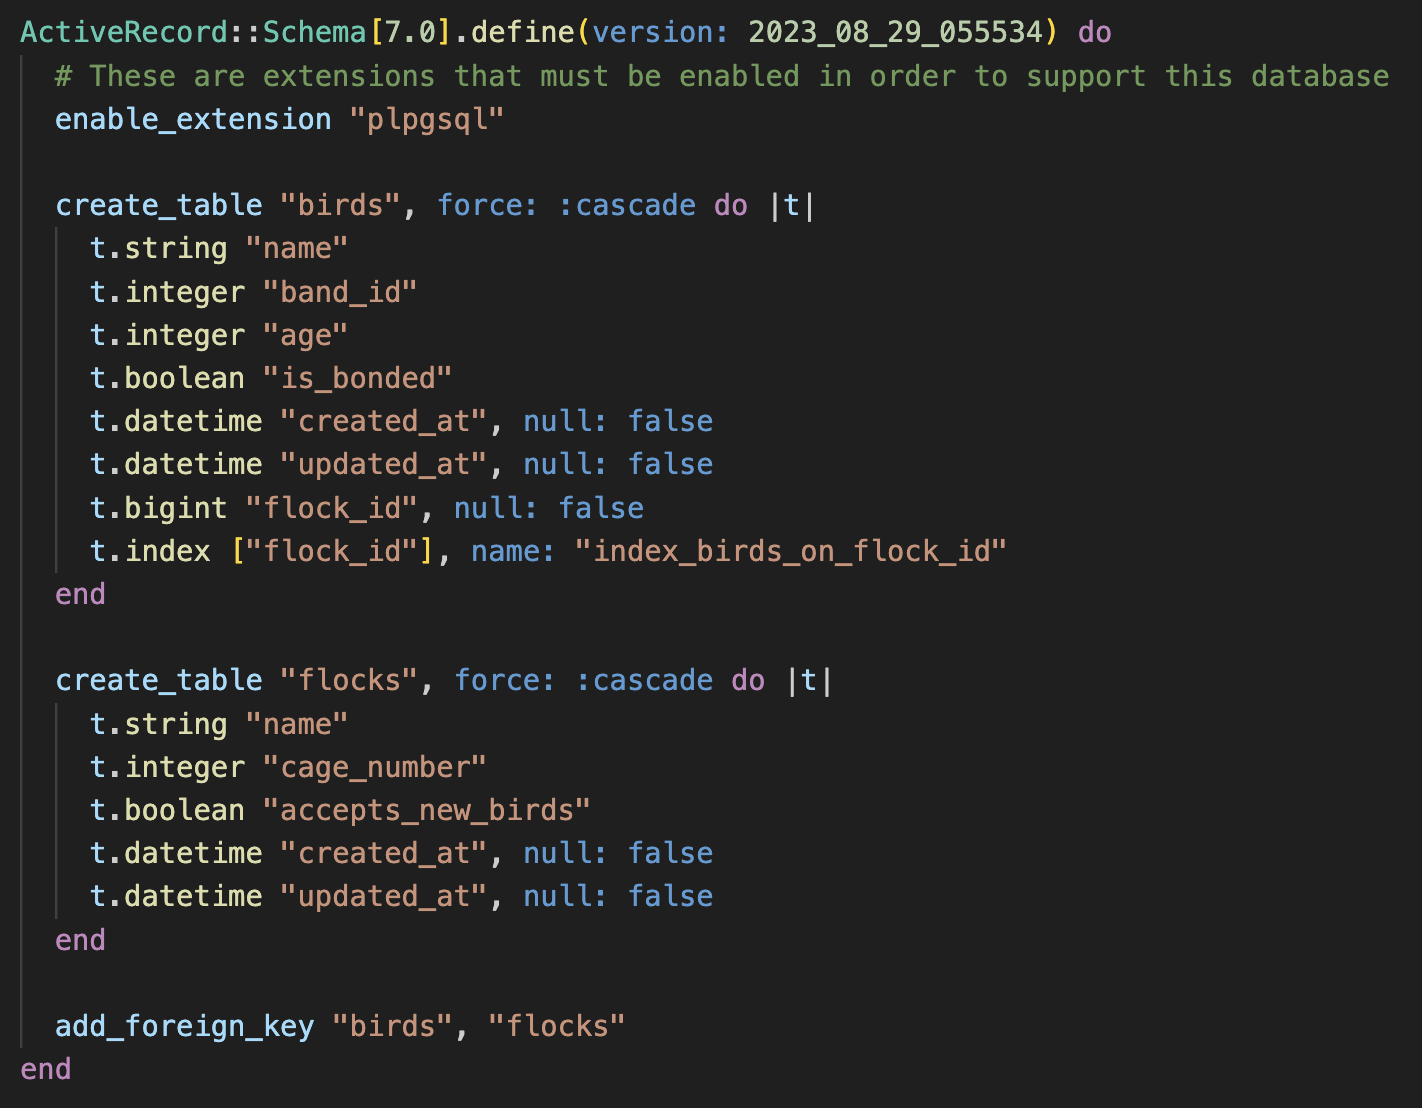 ActiveRecord::Schema[7.0].define(version: 2023_08_29_055534) do
  # These are extensions that must be enabled in order to support this database
  enable_extension "plpgsql"

  create_table "birds", force: :cascade do |t|
    t.string "name"
    t.integer "band_id"
    t.integer "age"
    t.boolean "is_bonded"
    t.datetime "created_at", null: false
    t.datetime "updated_at", null: false
    t.bigint "flock_id", null: false
    t.index ["flock_id"], name: "index_birds_on_flock_id"
  end

  create_table "flocks", force: :cascade do |t|
    t.string "name"
    t.integer "cage_number"
    t.boolean "accepts_new_birds"
    t.datetime "created_at", null: false
    t.datetime "updated_at", null: false
  end

  add_foreign_key "birds", "flocks"
end